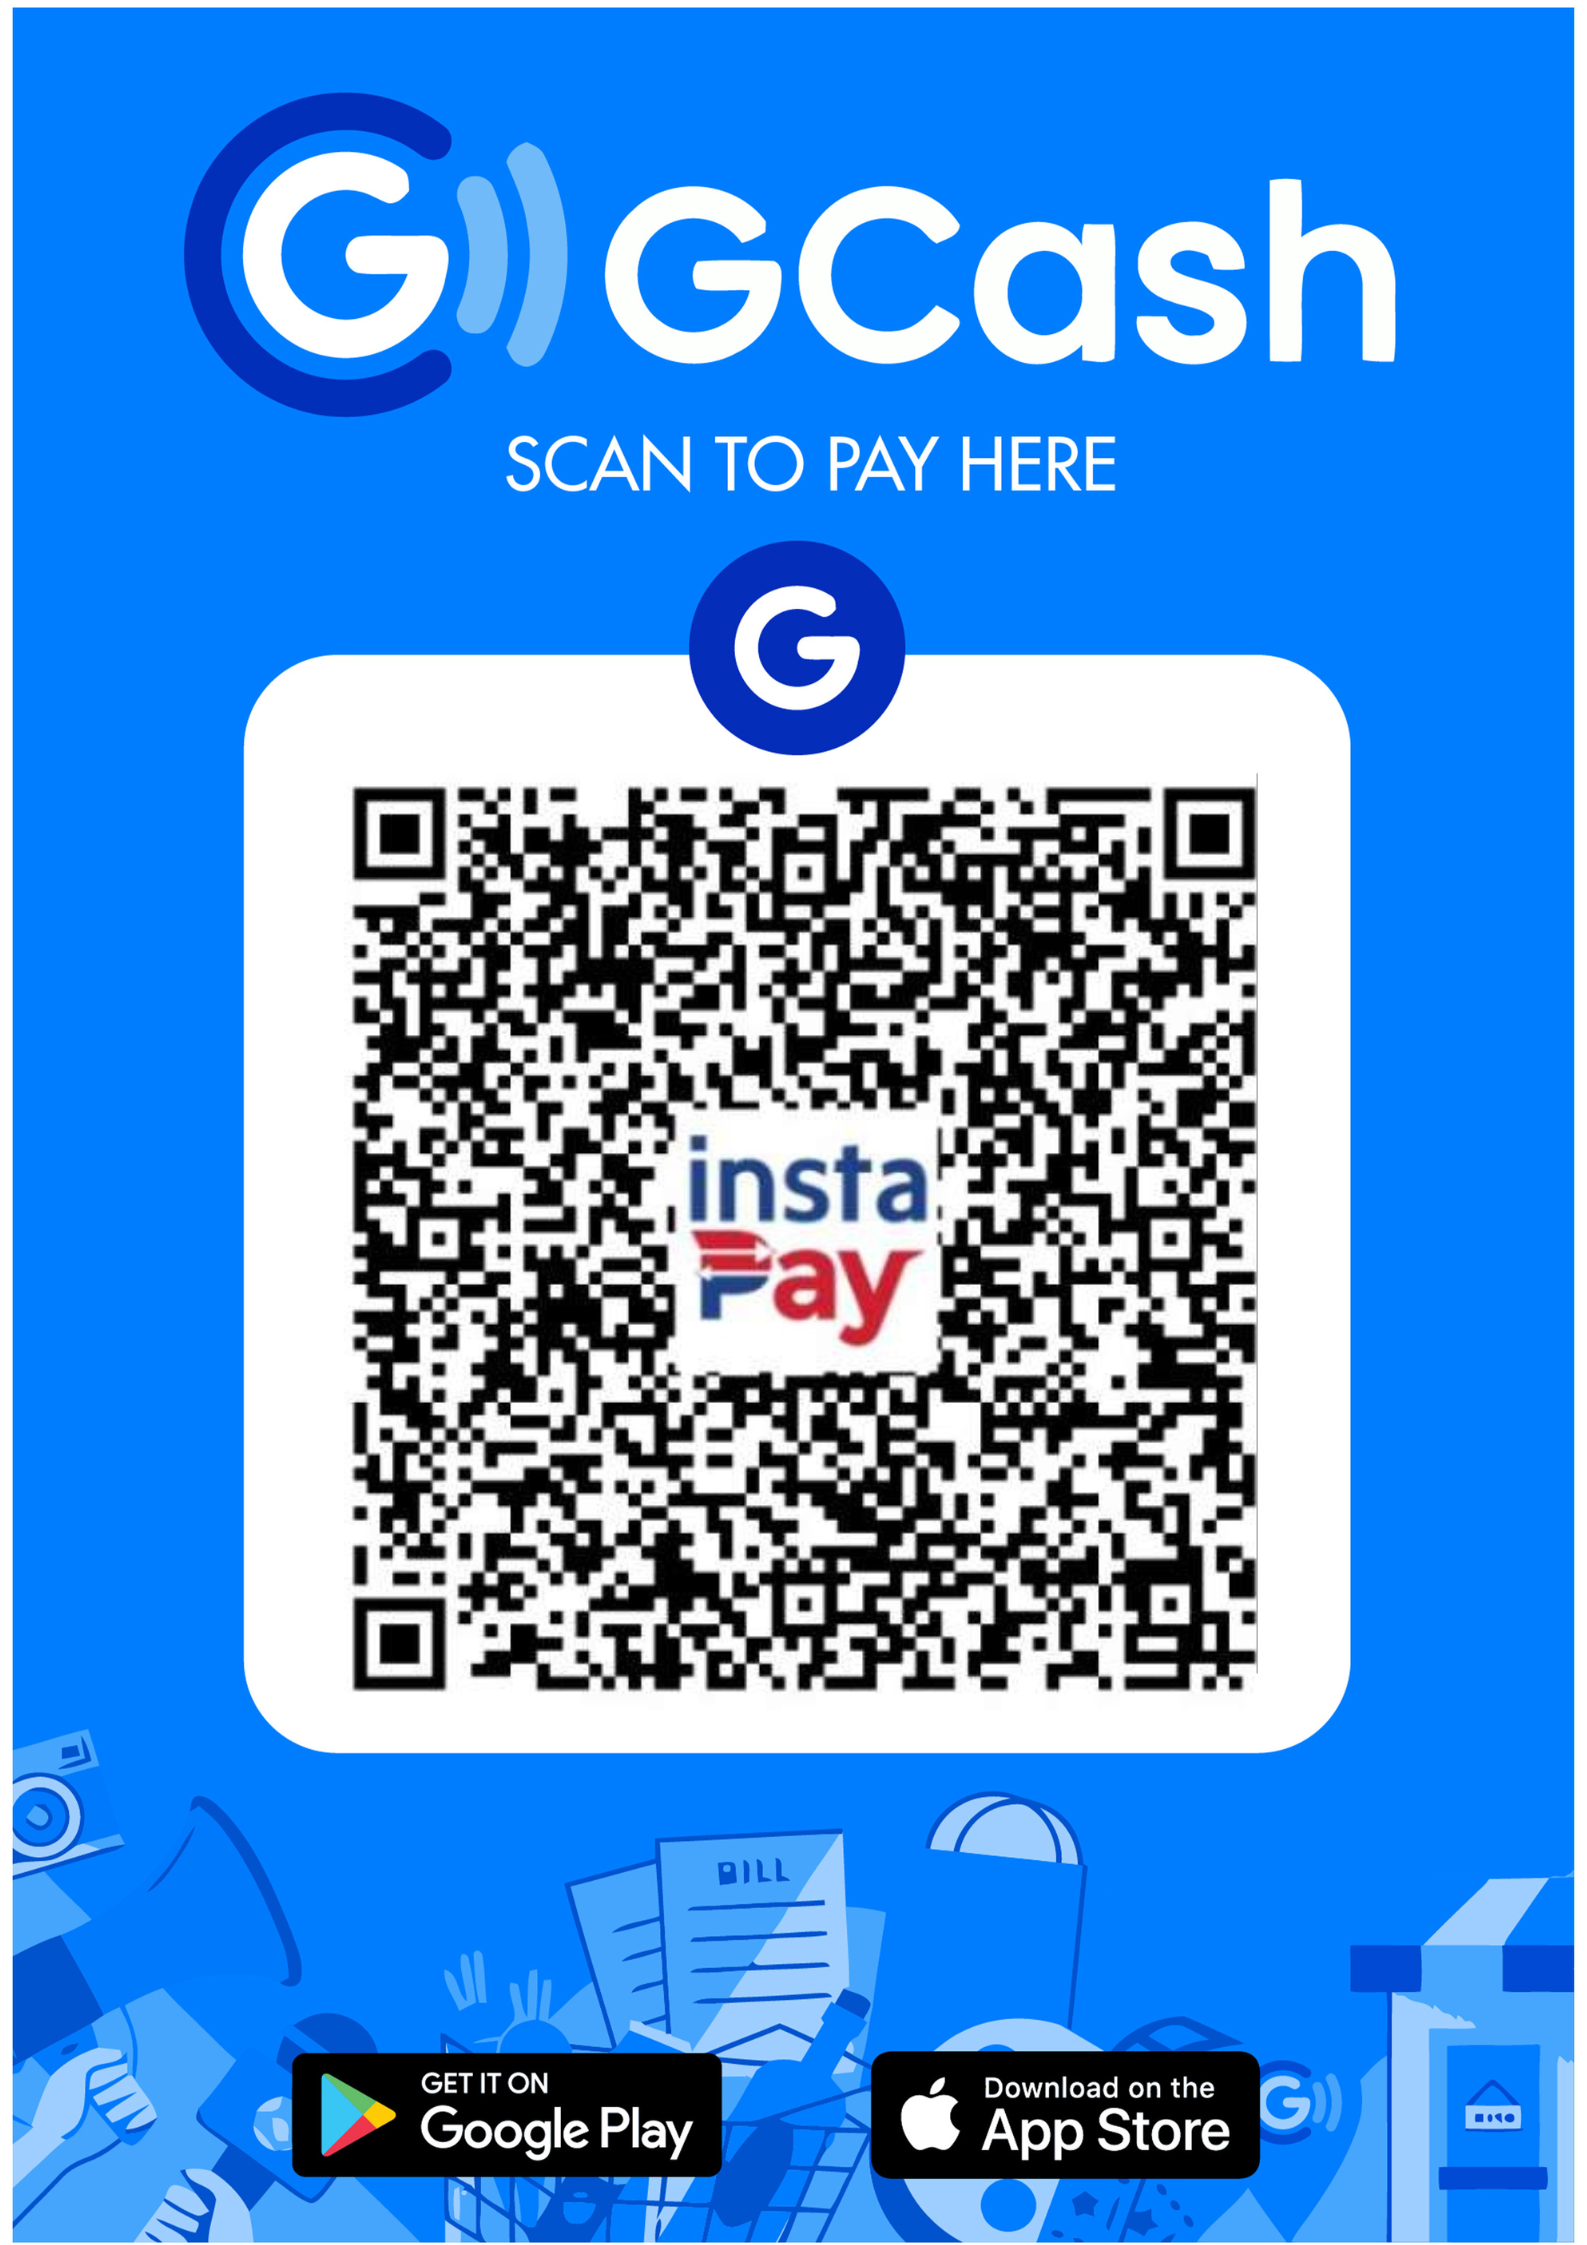 G GCash
SCAN TO PAY HERE
G
insta
Pay
BILL
GET IT ON
Google Play
Download on the
App Store
G